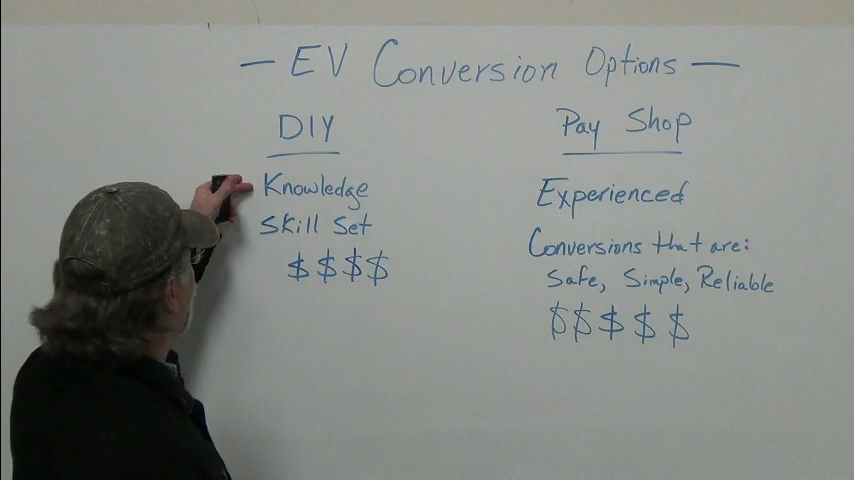 — EV Conversion Options —
DIY
Knowledge
Skill Set
$ $ $ $
Pay Shop
Experienced
Conversions that are:
Safe, Simple, Reliable
$ $ $ $ $